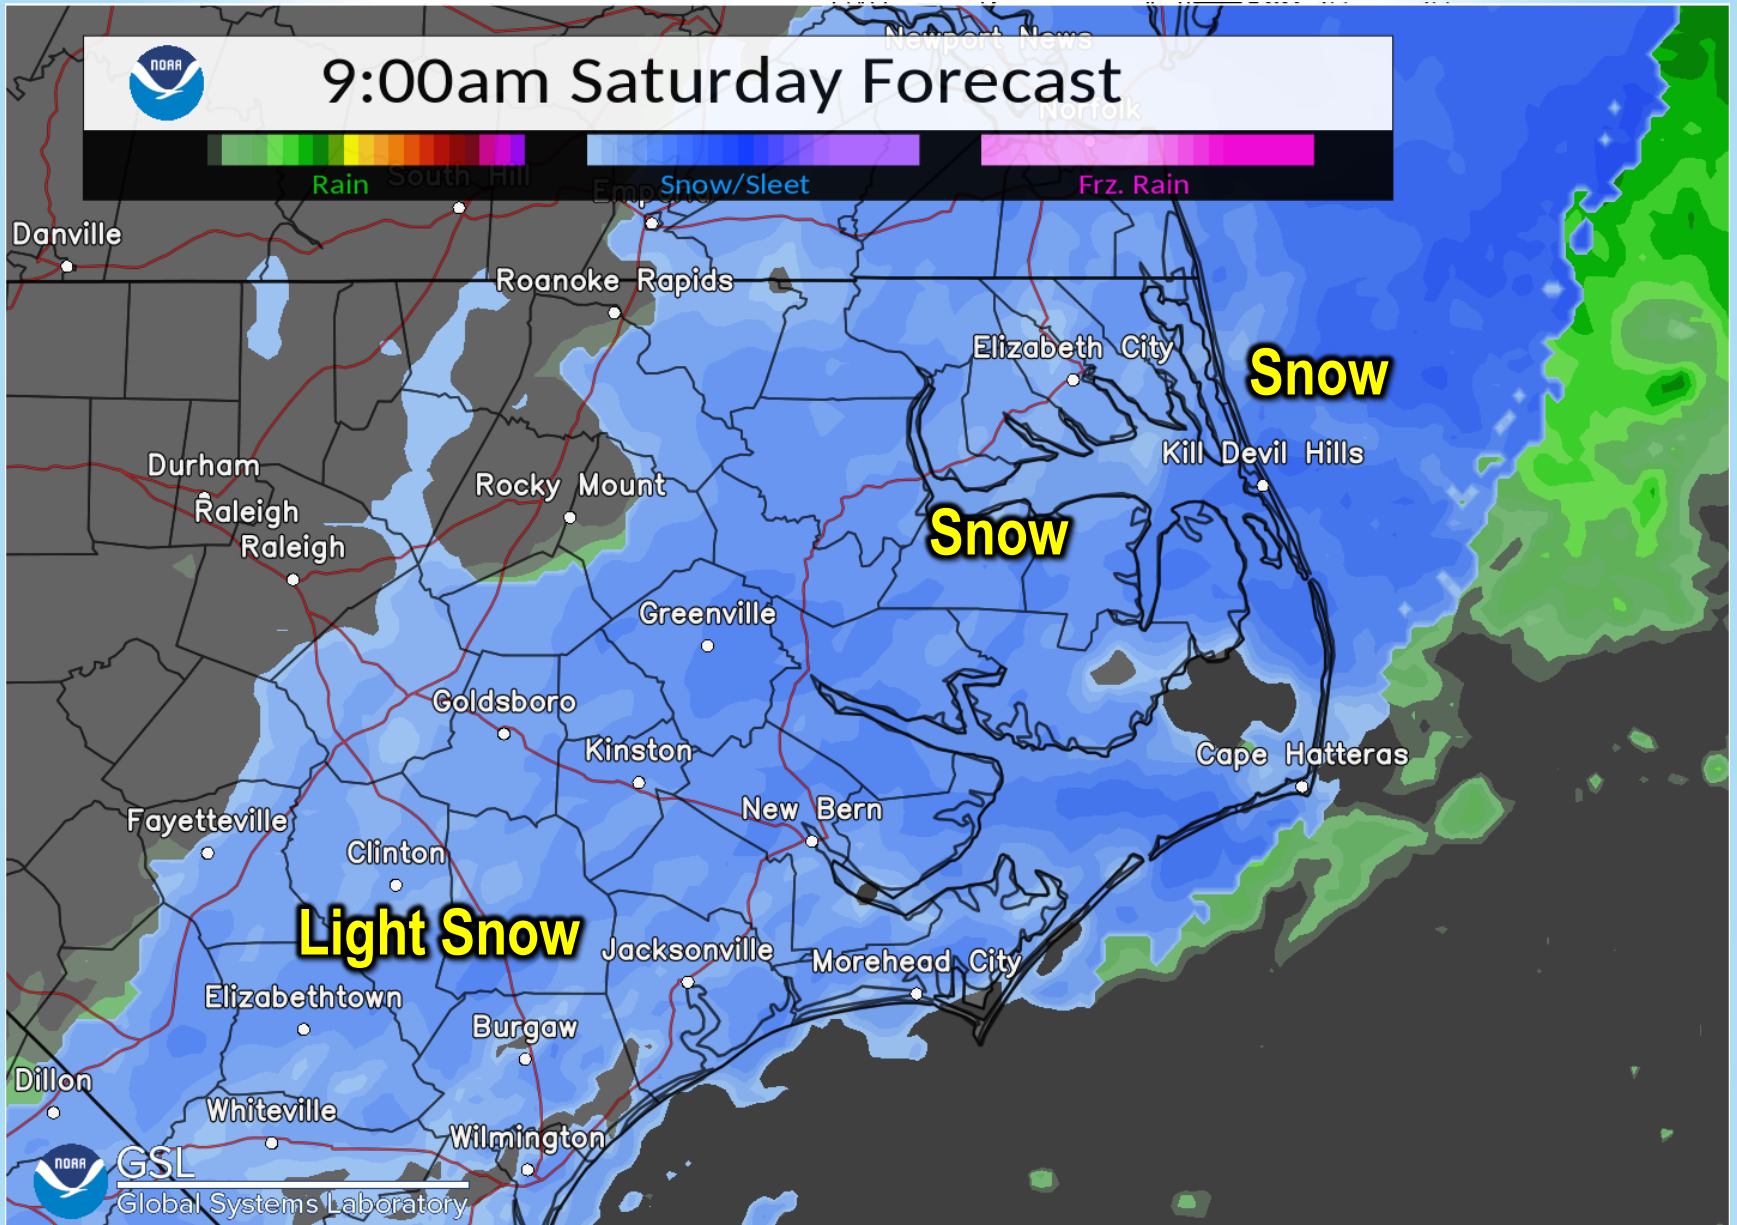 Newport News
NOAA
9:00am Saturday Forecast
Norfolk
Rain
South Hill
Emporia
Snow/Sleet
Frz. Rain
Danville
Roanoke Rapids
Elizabeth City
Snow
Kill Devil Hills
Durham
Rocky Mount
Raleigh
Snow
Raleigh
Greenville
Goldsboro
Kinston
Cape Hatteras
New Bern
Fayetteville
Clinton
Light Snow
Jacksonville
Morehead City
Elizabethtown
Burgaw
Dillon
Whiteville
Wilmington
NOAA
GSL
Global Systems Laboratory